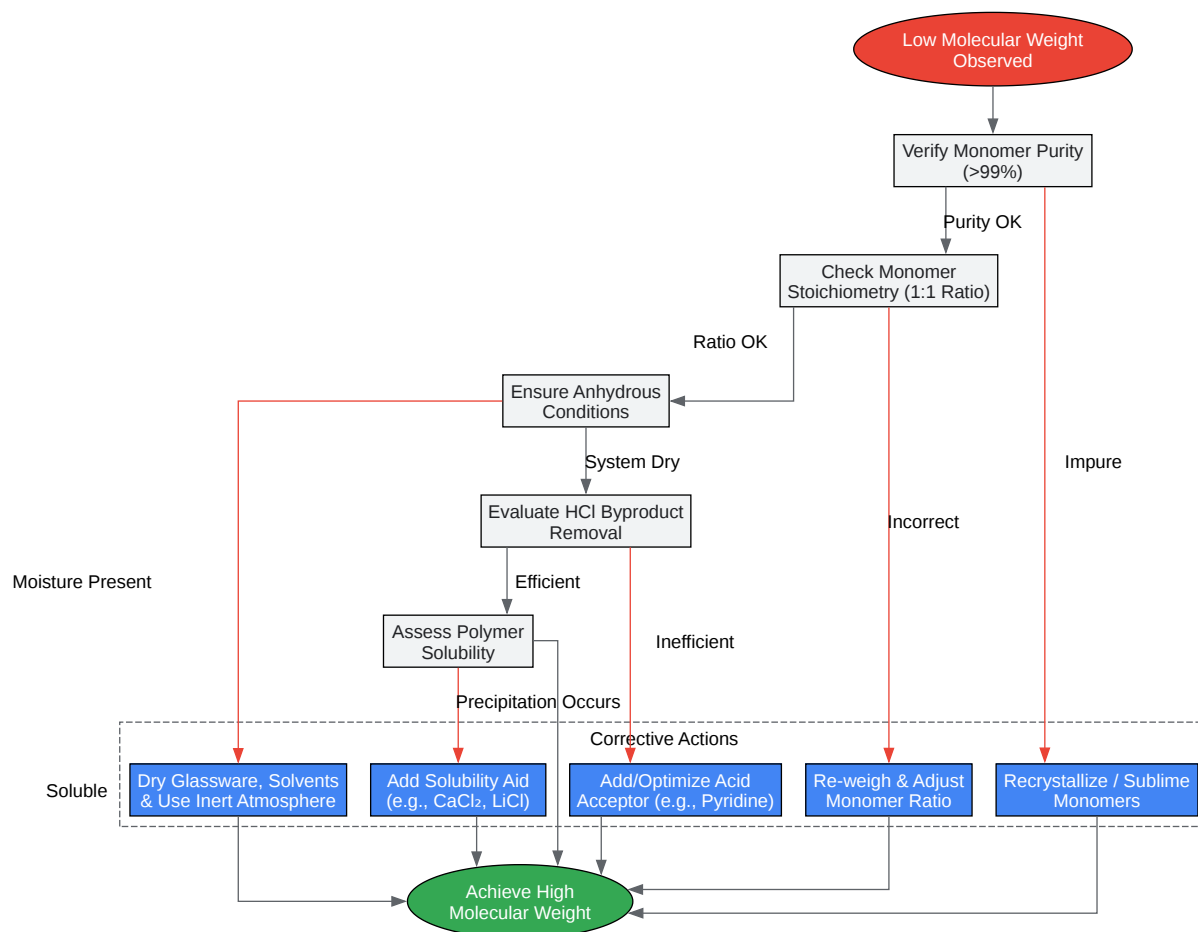 Low Molecular Weight
Observed
Verify Monomer Purity
(>99%)
Purity OK
Check Monomer
Stoichiometry (1:1 Ratio)
Ratio OK
Ensure Anhydrous
Conditions
System Dry
Impure
Evaluate HCl Byproduct
Removal
Incorrect
Moisture Present
Efficient
Assess Polymer
Solubility
Inefficient
Precipitation Occurs
Corrective Actions
Soluble
Dry Glassware, Solvents
& Use Inert Atmosphere
Add Solubility Aid
(e.g., CaCl₂, LiCl)
Add/Optimize Acid
Acceptor (e.g., Pyridine)
Re-weigh & Adjust
Monomer Ratio
Recrystallize / Sublime
Monomers
Achieve High
Molecular Weight